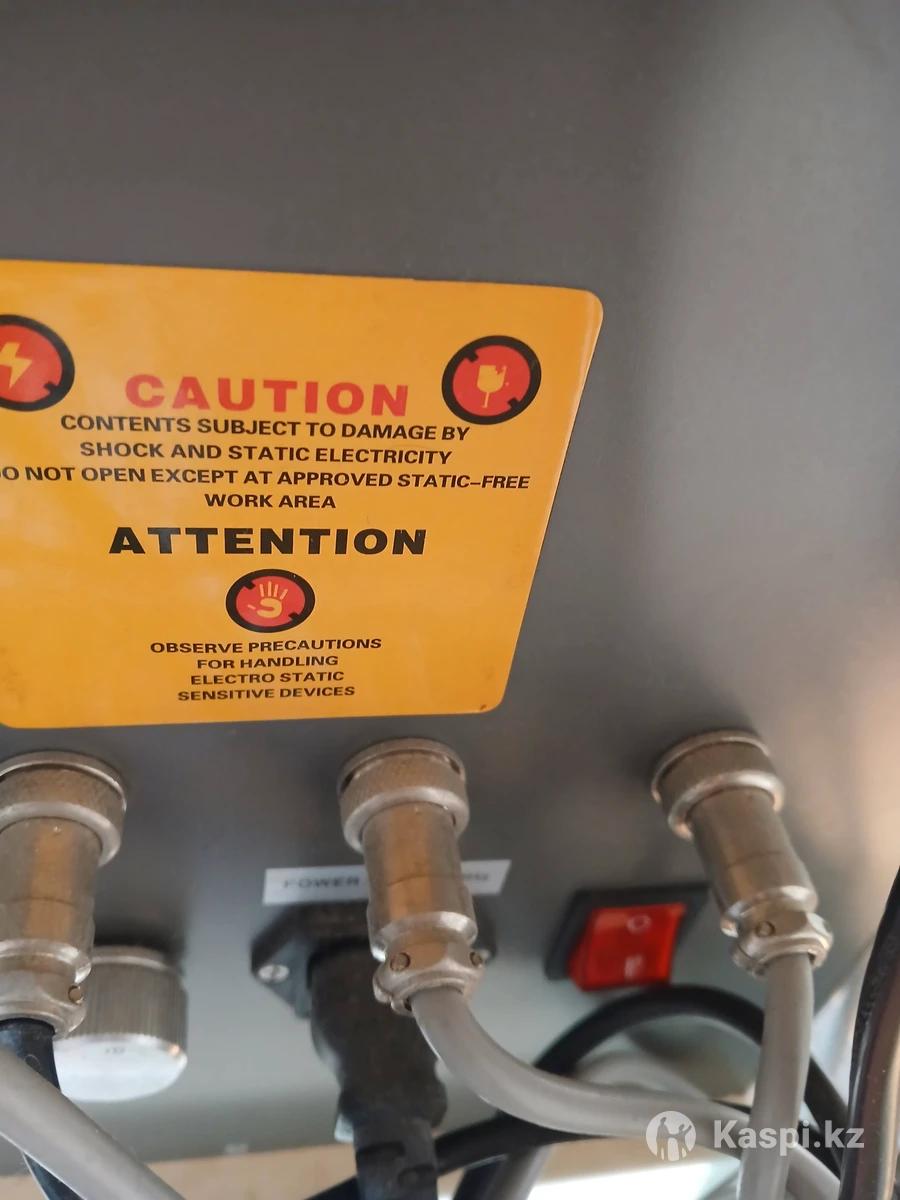 CAUTION
CONTENTS SUBJECT TO DAMAGE BY
SHOCK AND STATIC ELECTRICITY
DO NOT OPEN EXCEPT AT APPROVED STATIC-FREE
WORK AREA
ATTENTION
OBSERVE PRECAUTIONS
FOR HANDLING
ELECTRO STATIC
SENSITIVE DEVICES
POWER
Kaspi.kz